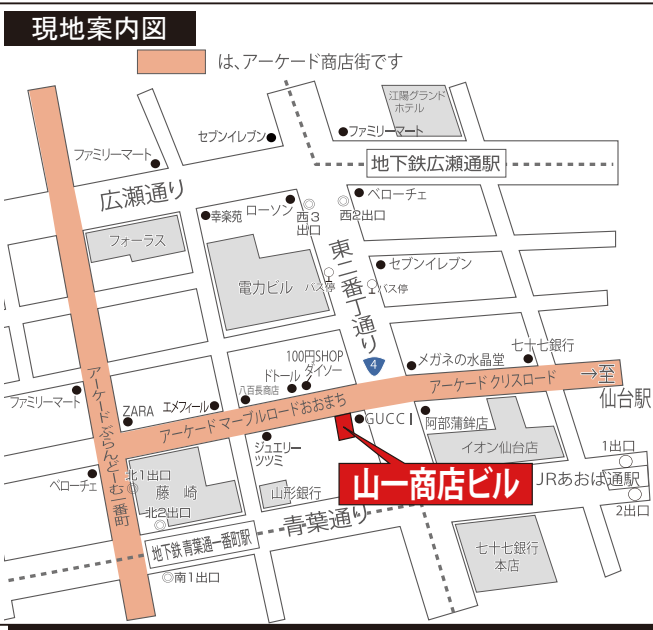 現地案内図
は、アーケード商店街です
江陽グランド
ホテル
セブンイレブン
ファミリーマート
ファミリーマート
地下鉄広瀬通駅
広瀬通り
ベローチェ
幸楽苑
ローソン
西3
出口
西2出口
フォーラス
東二番丁通り
セブンイレブン
電力ビル
バス停
バス停
七十七銀行
100円SHOP
ダイソー
4
メガネの水晶堂
ドトール
→至
仙台駅
アーケード クリスロード
八百長商店
ファミリーマート
ZARA
エメフィール
アーケード マーブルロードおおまち
GUCCI
阿部蒲鉾店
アーケード ぶらんどーむ一番町
ジュエリー
ツツミ
イオン仙台店
1出口
山一商店ビル
JRあおば通駅
ベローチェ
北1出口
藤崎
山形銀行
2出口
北2出口
青葉通り
地下鉄 青葉通一番町駅
七十七銀行
本店
南1出口